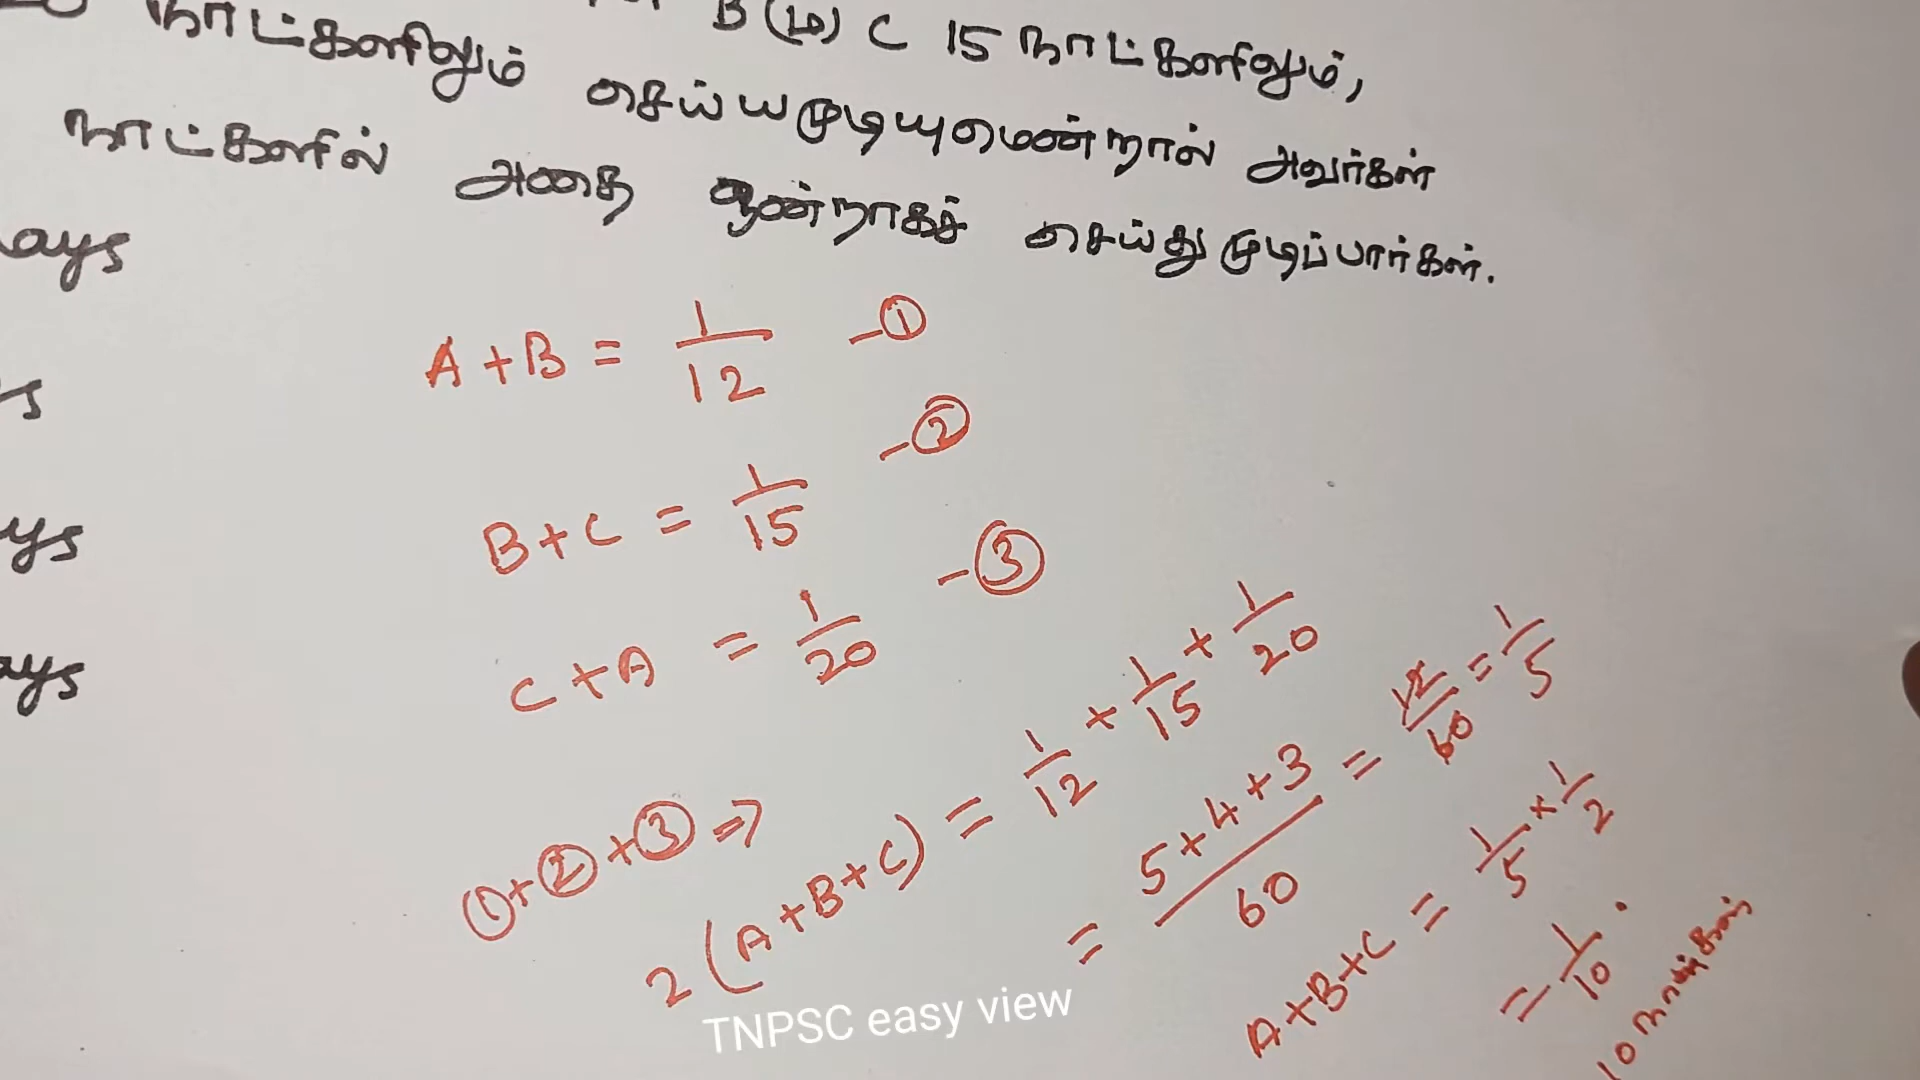 B (ம) C 15 நாட்களிலும்,
நாட்களிலும் செய்யமுடியுமென்றால் அவர்கள்
நாட்களில் அதை ஒன்றாகச் செய்து முடிப்பார்கள்.
ays
A + B = 1/12 - ①
s
B + C = 1/15 - ②
ys
C + A = 1/20 - ③
ays
① + ② + ③ ⇒
2 (A + B + C) = 1/12 + 1/15 + 1/20
= 5 + 4 + 3 / 60 = 12/60 = 1/5
A + B + C = 1/5 × 1/2
= 1/10 .
10 நாட்கள்
TNPSC easy view